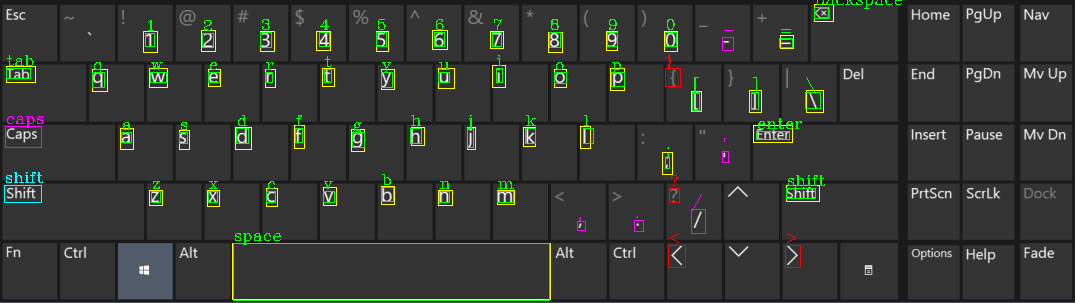 backspace
Esc ~ ` ! 1 1 @ 2 2 # 3 3 $ 4 4 % 5 5 ^ 6 6 & 7 7 * 8 8 ( 9 9 ) 0 0 _ - - + = = Home PgUp Nav
tab Tab q q w w e e r r t t y y u u i i o o p p { { [ [ } ] ] | \ \ Del End PgDn Mv Up
caps Caps a a s s d d f f g g h h j j k k l l : ; ; " ' ' enter Enter Insert Pause Mv Dn
shift Shift z z x x c c v v b b n n m m < , , > . . ? ? / / shift Shift PrtScn ScrLk Dock
space
Fn Ctrl Alt Alt Ctrl < < > > Options Help Fade